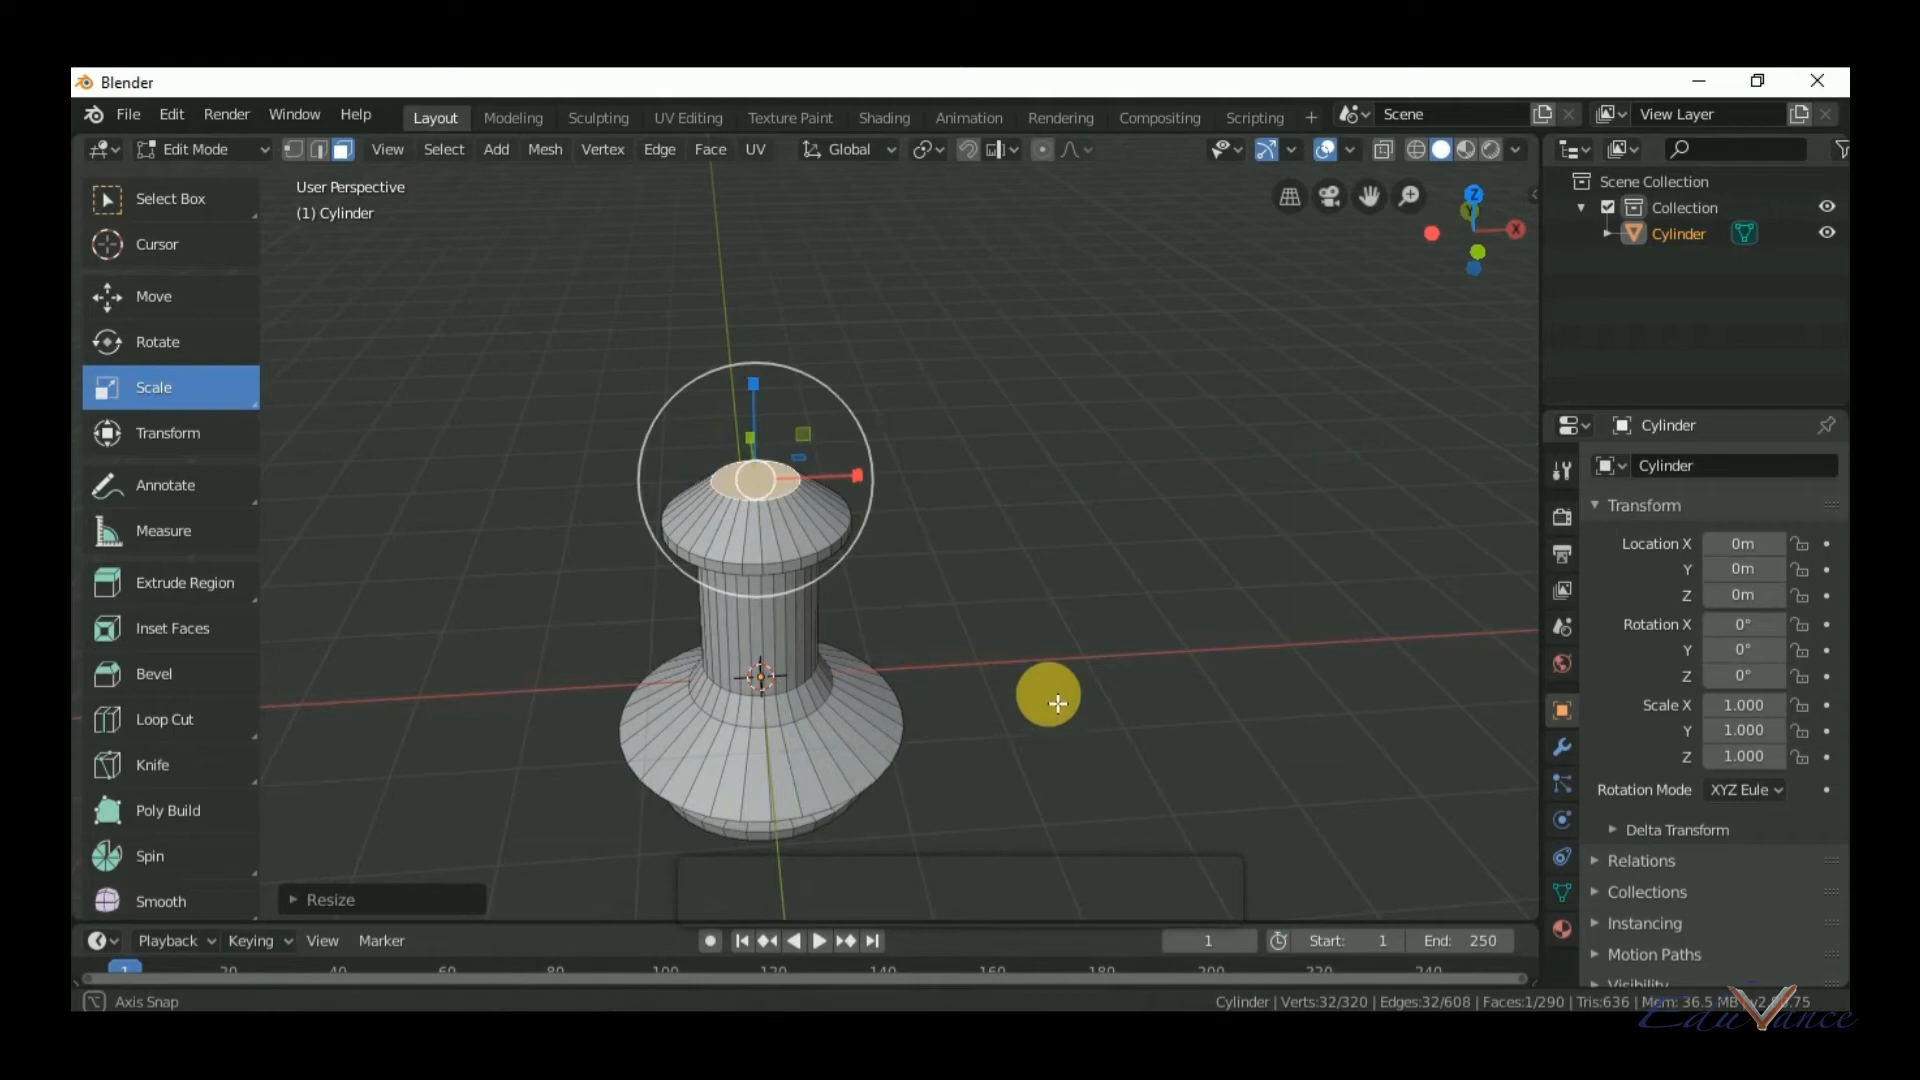 Blender
File Edit Render Window Help Layout Modeling Sculpting UV Editing Texture Paint Shading Animation Rendering Compositing Scripting + Scene View Layer
Edit Mode View Select Add Mesh Vertex Edge Face UV Global
User Perspective
(1) Cylinder
Select Box
Cursor
Move
Rotate
Scale
Transform
Annotate
Measure
Extrude Region
Inset Faces
Bevel
Loop Cut
Knife
Poly Build
Spin
Smooth
Resize
Z
Y
X
Scene Collection
Collection
Cylinder
Cylinder
Cylinder
Transform
Location X 0m
Y 0m
Z 0m
Rotation X 0°
Y 0°
Z 0°
Scale X 1.000
Y 1.000
Z 1.000
Rotation Mode XYZ Eule
Delta Transform
Relations
Collections
Instancing
Motion Paths
Visibility
Playback Keying View Marker 1 Start: 1 End: 250
1 20 40 60 80 100 120 140 160 180 200 220 240
Axis Snap
Cylinder | Verts:32/320 | Edges:32/608 | Faces:1/290 | Tris:636 | Mem: 36.5 MB
EduVance